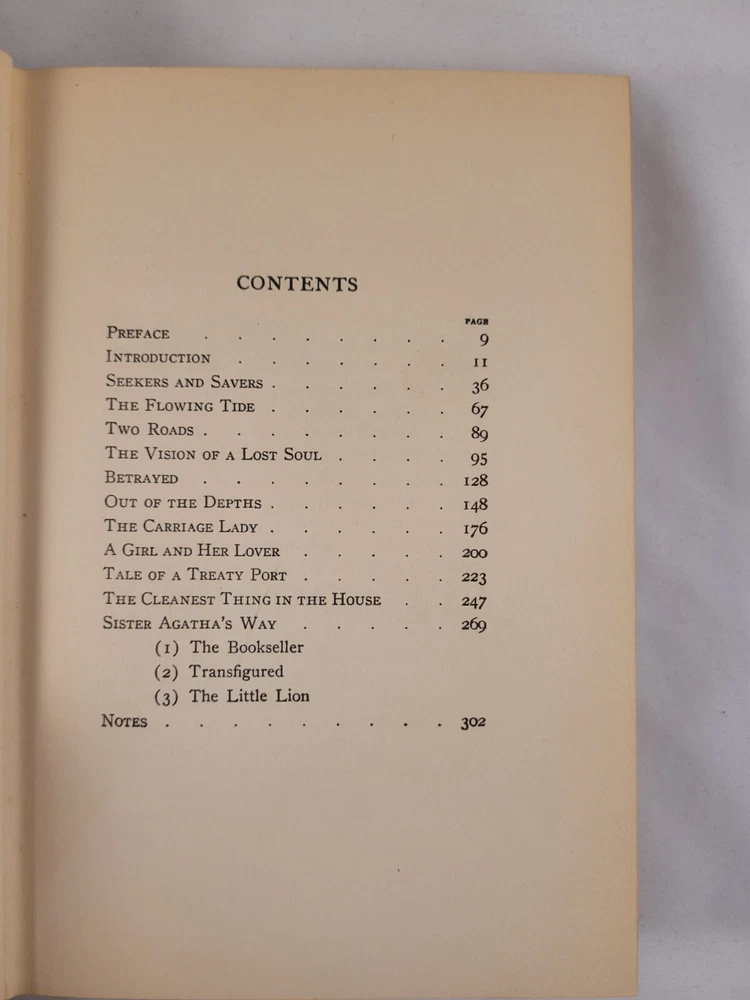 CONTENTS
PAGE
PREFACE . . . . . . . . 9
INTRODUCTION . . . . . . . 11
SEEKERS AND SAVERS . . . . . . 36
THE FLOWING TIDE . . . . . . 67
TWO ROADS . . . . . . . . 89
THE VISION OF A LOST SOUL . . . . 95
BETRAYED . . . . . . . . 128
OUT OF THE DEPTHS . . . . . . 148
THE CARRIAGE LADY . . . . . . 176
A GIRL AND HER LOVER . . . . . 200
TALE OF A TREATY PORT . . . . . 223
THE CLEANEST THING IN THE HOUSE . . 247
SISTER AGATHA'S WAY . . . . . 269
(1) The Bookseller
(2) Transfigured
(3) The Little Lion
NOTES . . . . . . . . . 302